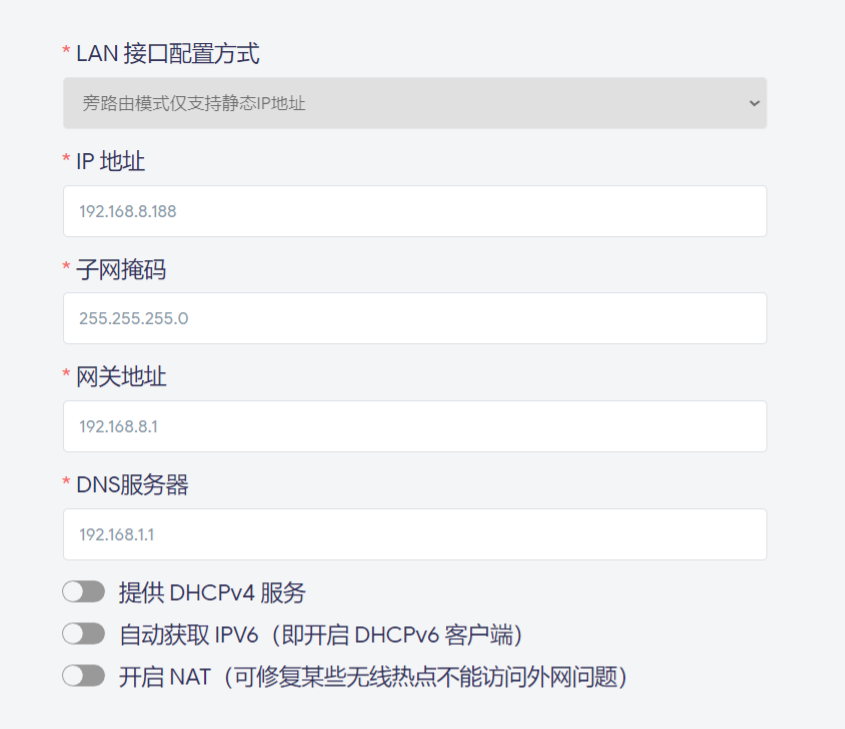 * LAN 接口配置方式
旁路由模式仅支持静态IP地址
* IP 地址
192.168.8.188
* 子网掩码
255.255.255.0
* 网关地址
192.168.8.1
* DNS服务器
192.168.1.1
提供 DHCPv4 服务
自动获取 IPV6（即开启 DHCPv6 客户端）
开启 NAT（可修复某些无线热点不能访问外网问题）